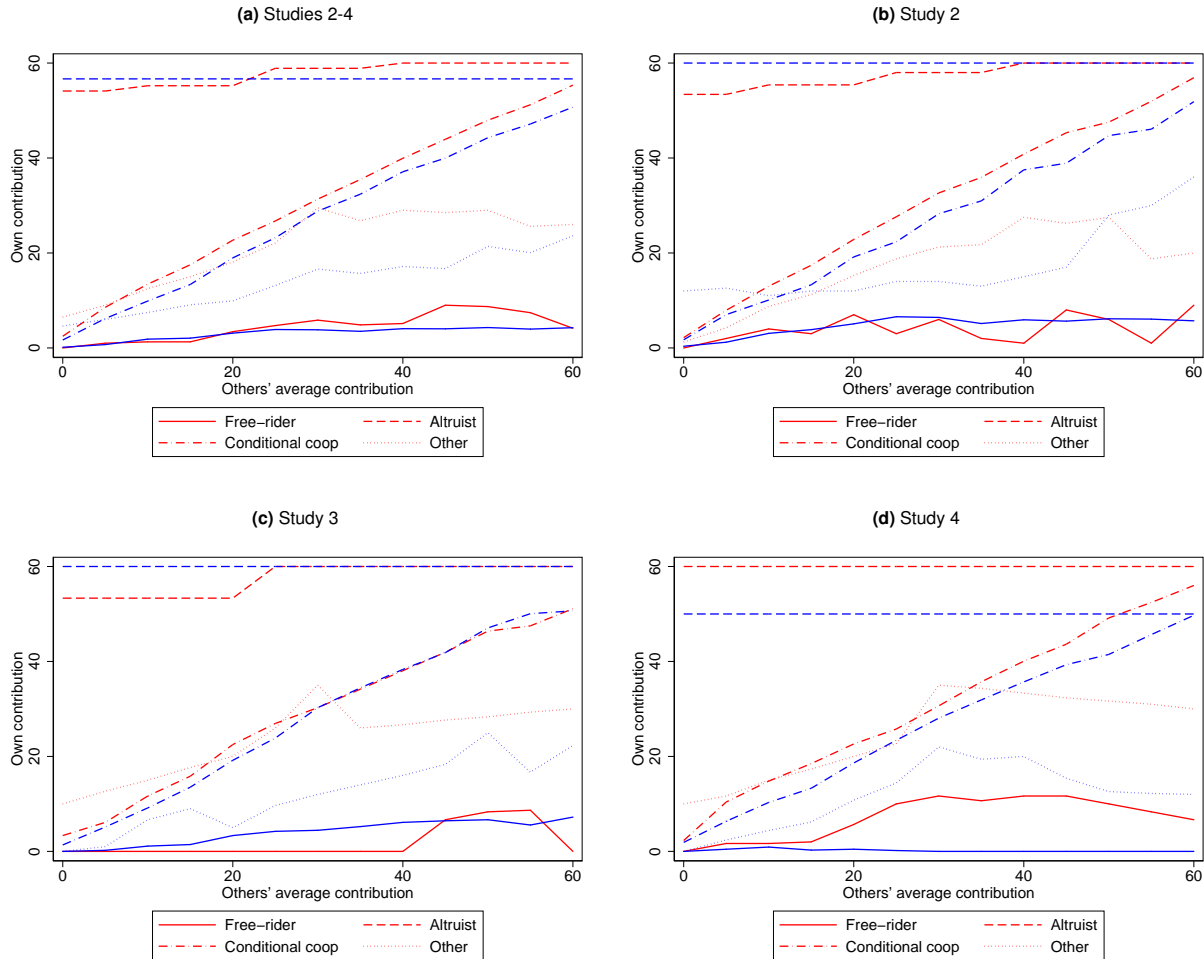 (a) Studies 2-4
60
40
20
0
Own contribution
0 20 40 60
Others' average contribution
Free−rider Altruist
Conditional coop Other
(b) Study 2
60
40
20
0
Own contribution
0 20 40 60
Others' average contribution
Free−rider Altruist
Conditional coop Other
(c) Study 3
60
40
20
0
Own contribution
0 20 40 60
Others' average contribution
Free−rider Altruist
Conditional coop Other
(d) Study 4
60
40
20
0
Own contribution
0 20 40 60
Others' average contribution
Free−rider Altruist
Conditional coop Other